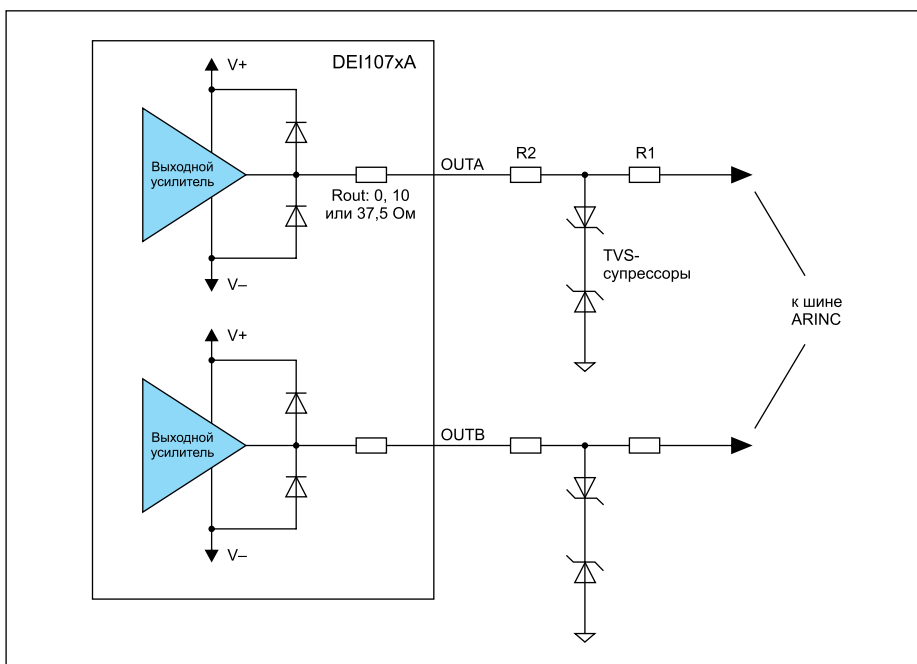 DEI107xA
V+
Выходной
усилитель
OUTA
R2
R1
Rout: 0, 10
или 37,5 Ом
V–
TVS-
супрессоры
к шине
ARINC
V+
Выходной
усилитель
OUTB
V–